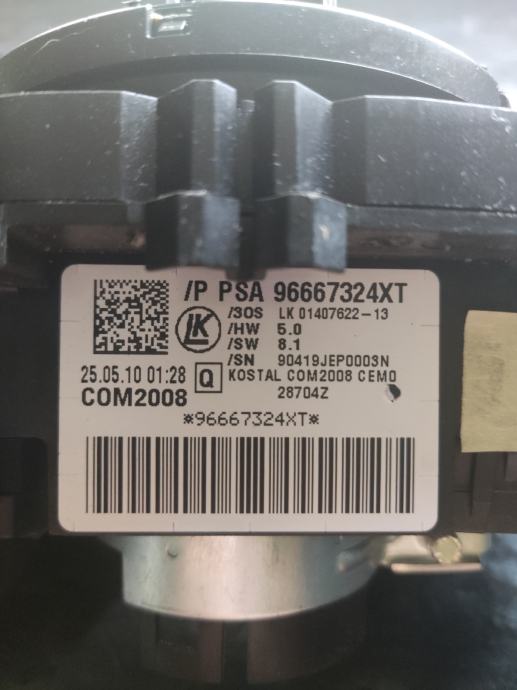 /P PSA 96667324XT
/3OS LK 01407622-13
LK
/HW 5.0
/SW 8.1
/SN 90419JEP0003N
25.05.10 01:28
Q
KOSTAL COM2008 CEM0
COM2008
28704Z
*96667324XT*